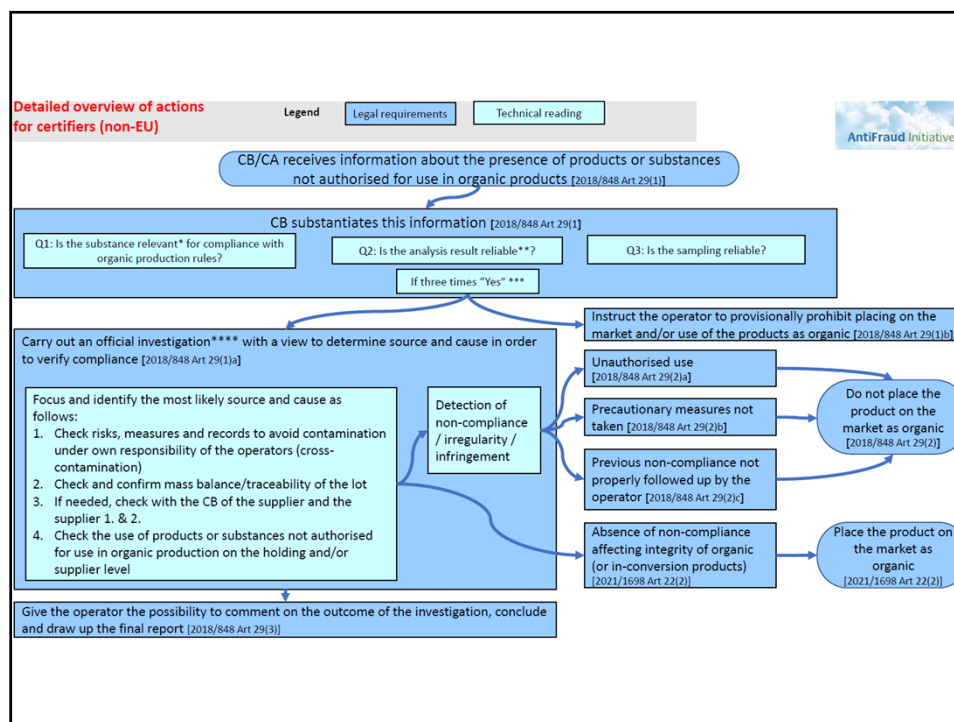 Detailed overview of actions
for certifiers (non-EU)
Legend
Legal requirements
Technical reading
AntiFraud Initiative
CB/CA receives information about the presence of products or substances
not authorised for use in organic products [2018/848 Art 29(1)]
CB substantiates this information [2018/848 Art 29(1]
Q1: Is the substance relevant* for compliance with
organic production rules?
Q2: Is the analysis result reliable**?
Q3: Is the sampling reliable?
If three times "Yes" ***
Instruct the operator to provisionally prohibit placing on the
market and/or use of the products as organic [2018/848 Art 29(1)b]
Carry out an official investigation**** with a view to determine source and cause in order
to verify compliance [2018/848 Art 29(1)a]
Focus and identify the most likely source and cause as
follows:
1. Check risks, measures and records to avoid contamination
under own responsibility of the operators (cross-
contamination)
2. Check and confirm mass balance/traceability of the lot
3. If needed, check with the CB of the supplier and the
supplier 1. & 2.
4. Check the use of products or substances not authorised
for use in organic production on the holding and/or
supplier level
Detection of
non-compliance
/ irregularity /
infringement
Unauthorised use
[2018/848 Art 29(2)a]
Precautionary measures not
taken [2018/848 Art 29(2)b]
Previous non-compliance not
properly followed up by the
operator [2018/848 Art 29(2)c]
Absence of non-compliance
affecting integrity of organic
(or in-conversion products)
[2021/1698 Art 22(2)]
Do not place the
product on the
market as organic
[2018/848 Art 29(2)]
Place the product on
the market as
organic
[2021/1698 Art 22(2)]
Give the operator the possibility to comment on the outcome of the investigation, conclude
and draw up the final report [2018/848 Art 29(3)]